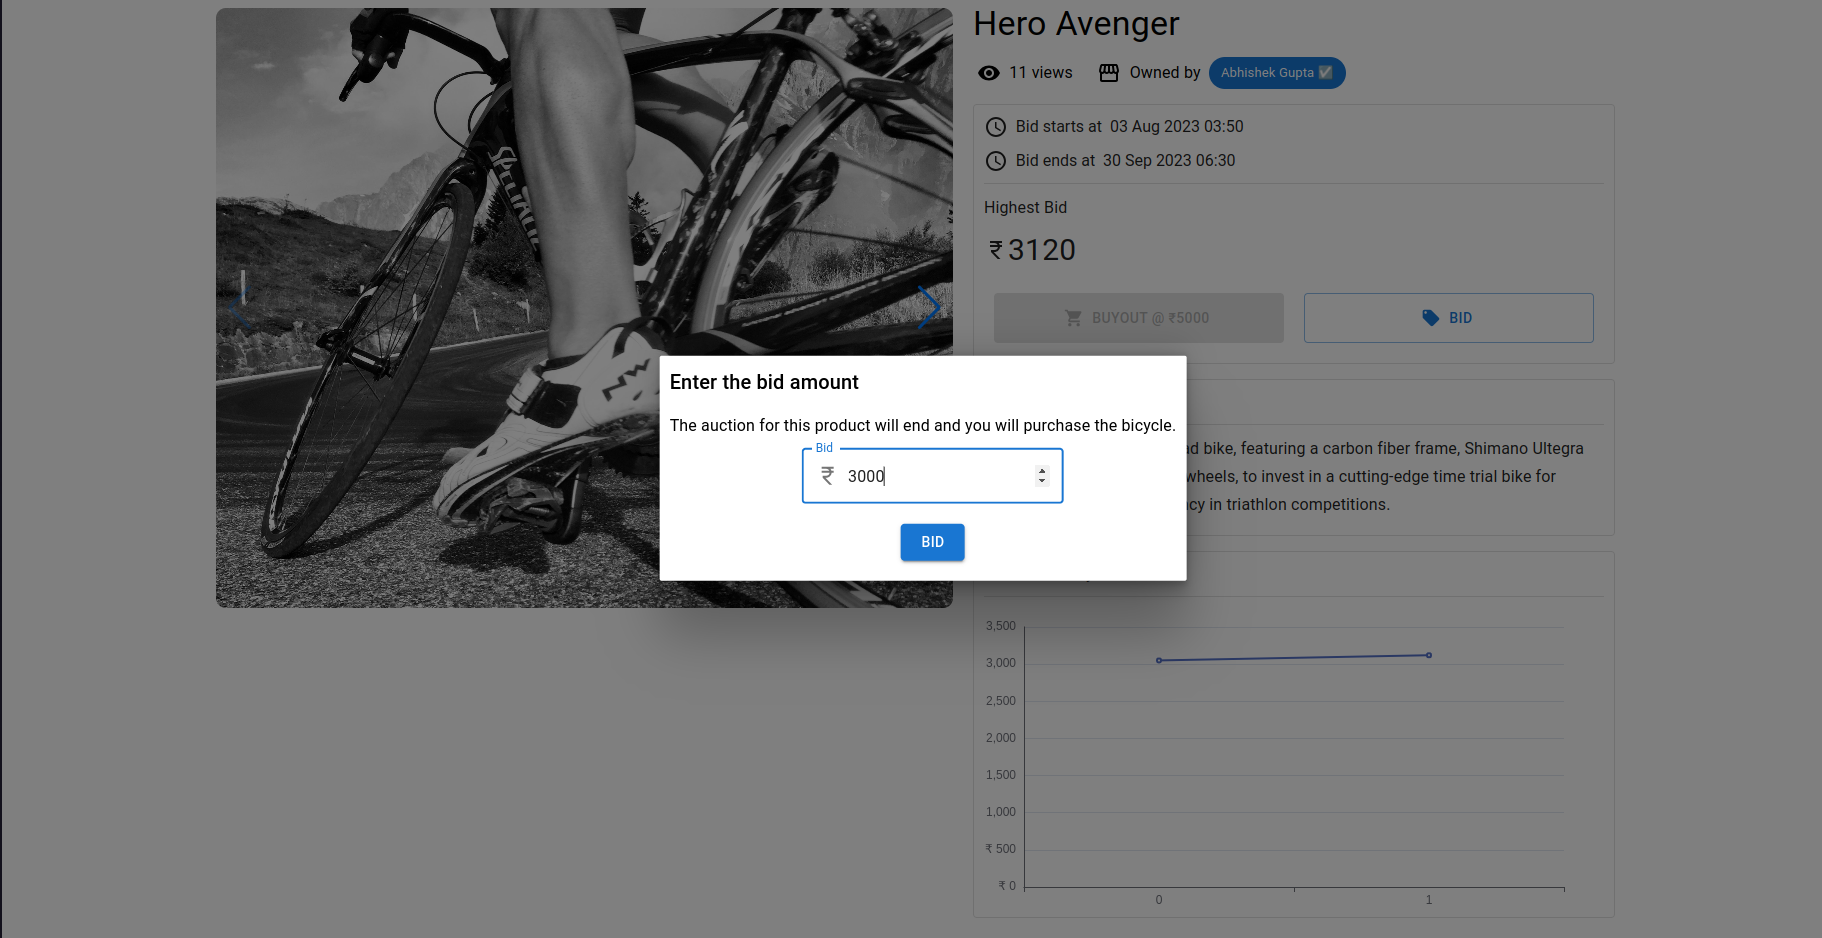 Hero Avenger
11 views Owned by Abhishek Gupta ☑
Bid starts at 03 Aug 2023 03:50
Bid ends at 30 Sep 2023 06:30
Highest Bid
₹ 3120
BUYOUT @ ₹5000 BID
SPECIALIZED
Enter the bid amount
The auction for this product will end and you will purchase the bicycle.
Bid
₹ 3000
BID
ad bike, featuring a carbon fiber frame, Shimano Ultegra
wheels, to invest in a cutting-edge time trial bike for
cy in triathlon competitions.
3,500
3,000
2,500
2,000
1,500
1,000
₹ 500
₹ 0
0 1